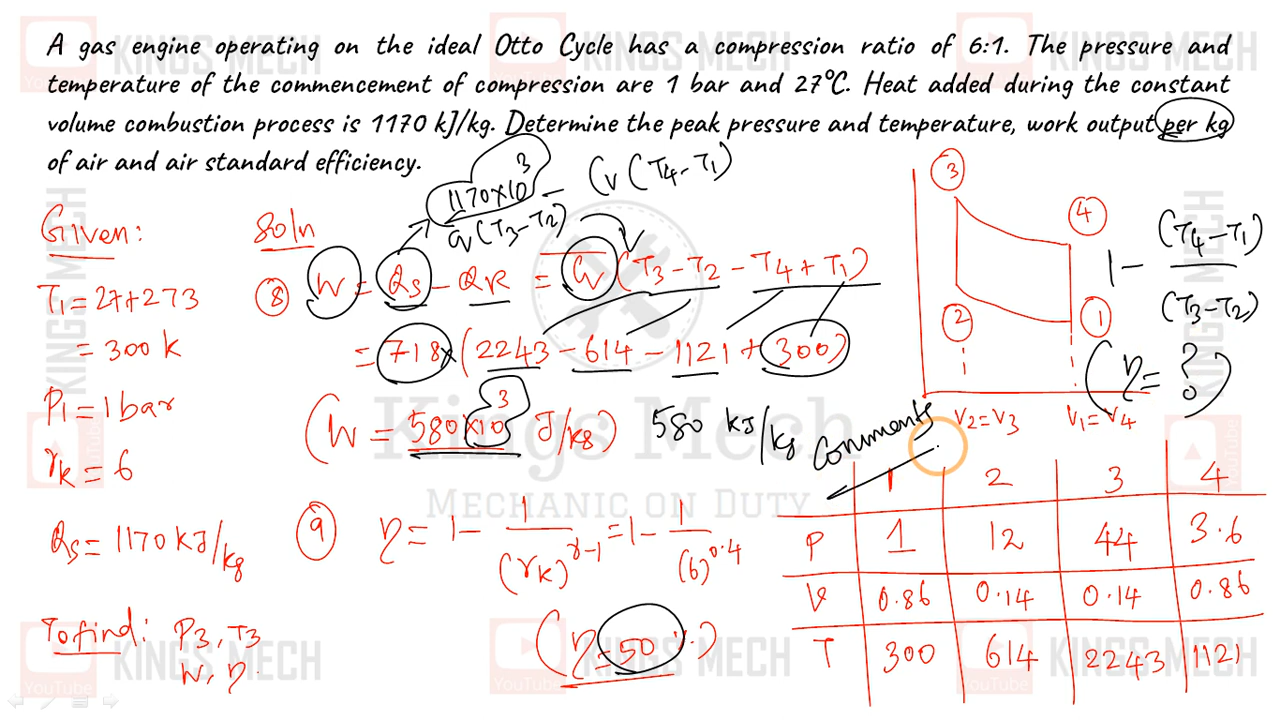 A gas engine operating on the ideal Otto Cycle has a compression ratio of 6:1. The pressure and
temperature of the commencement of compression are 1 bar and 27°C. Heat added during the constant
volume combustion process is 1170 kJ/kg. Determine the peak pressure and temperature, work output per kg
of air and air standard efficiency.
1170×10³ – Cv (T4-T1)
Cv (T3-T2)
Given:
T1 = 27+273
= 300 k
P1 = 1 bar
rk = 6
Qs = 1170 KJ/kg
To find: P3, T3
W, η.
Soln
⑧ W = Qs - QR = Cv (T3 - T2 - T4 + T1)
= 718 × (2243 - 614 - 1121 + 300)
(W = 580×10³ J/kg) 580 kJ/kg
⑨ η = 1 - 1/(rk)^γ-1 = 1 - 1/(6)^0.4
(η = 50 %)
③
④
②
①
V2=V3 V1=V4
1 - (T4-T1)/(T3-T2)
(η = ?)
Comments
1 2 3 4
P 1 12 44 3.6
V 0.86 0.14 0.14 0.86
T 300 614 2243 1121
Kings Mech
MECHANIC ON DUTY
KINGS MECH
YouTube